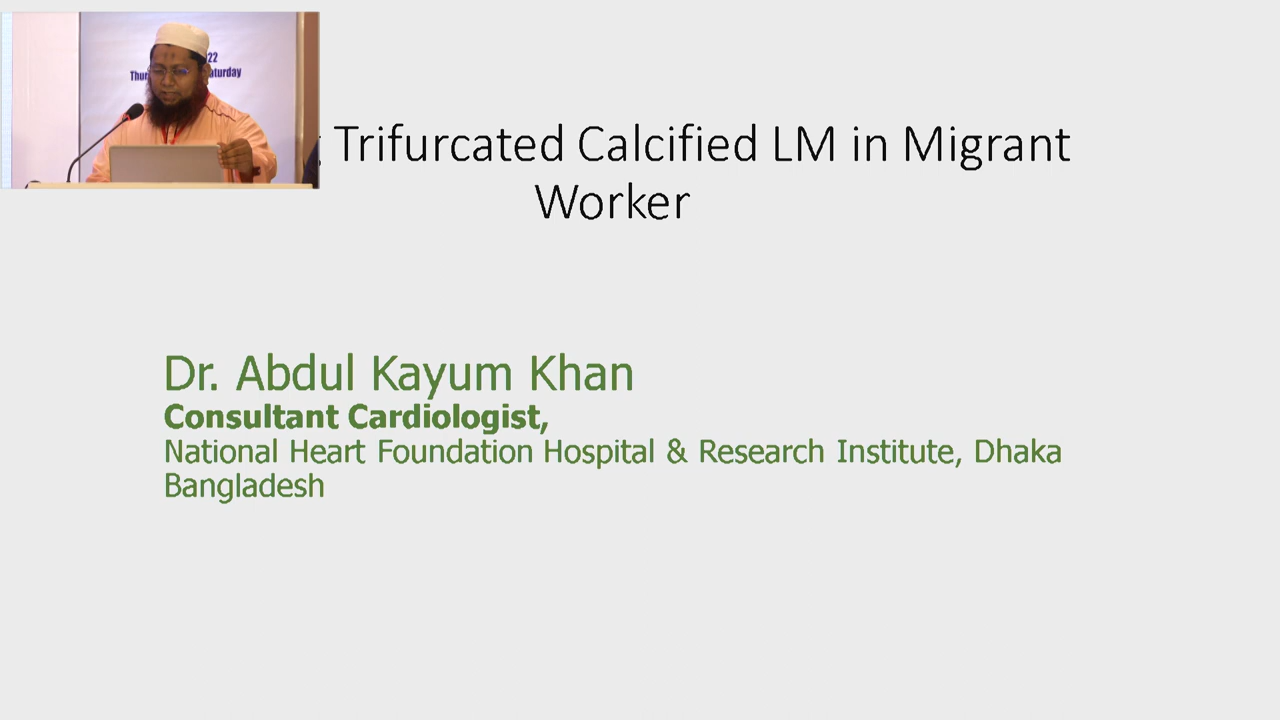 22
Thu
aturday
Trifurcated Calcified LM in Migrant
Worker
Dr. Abdul Kayum Khan
Consultant Cardiologist,
National Heart Foundation Hospital & Research Institute, Dhaka
Bangladesh